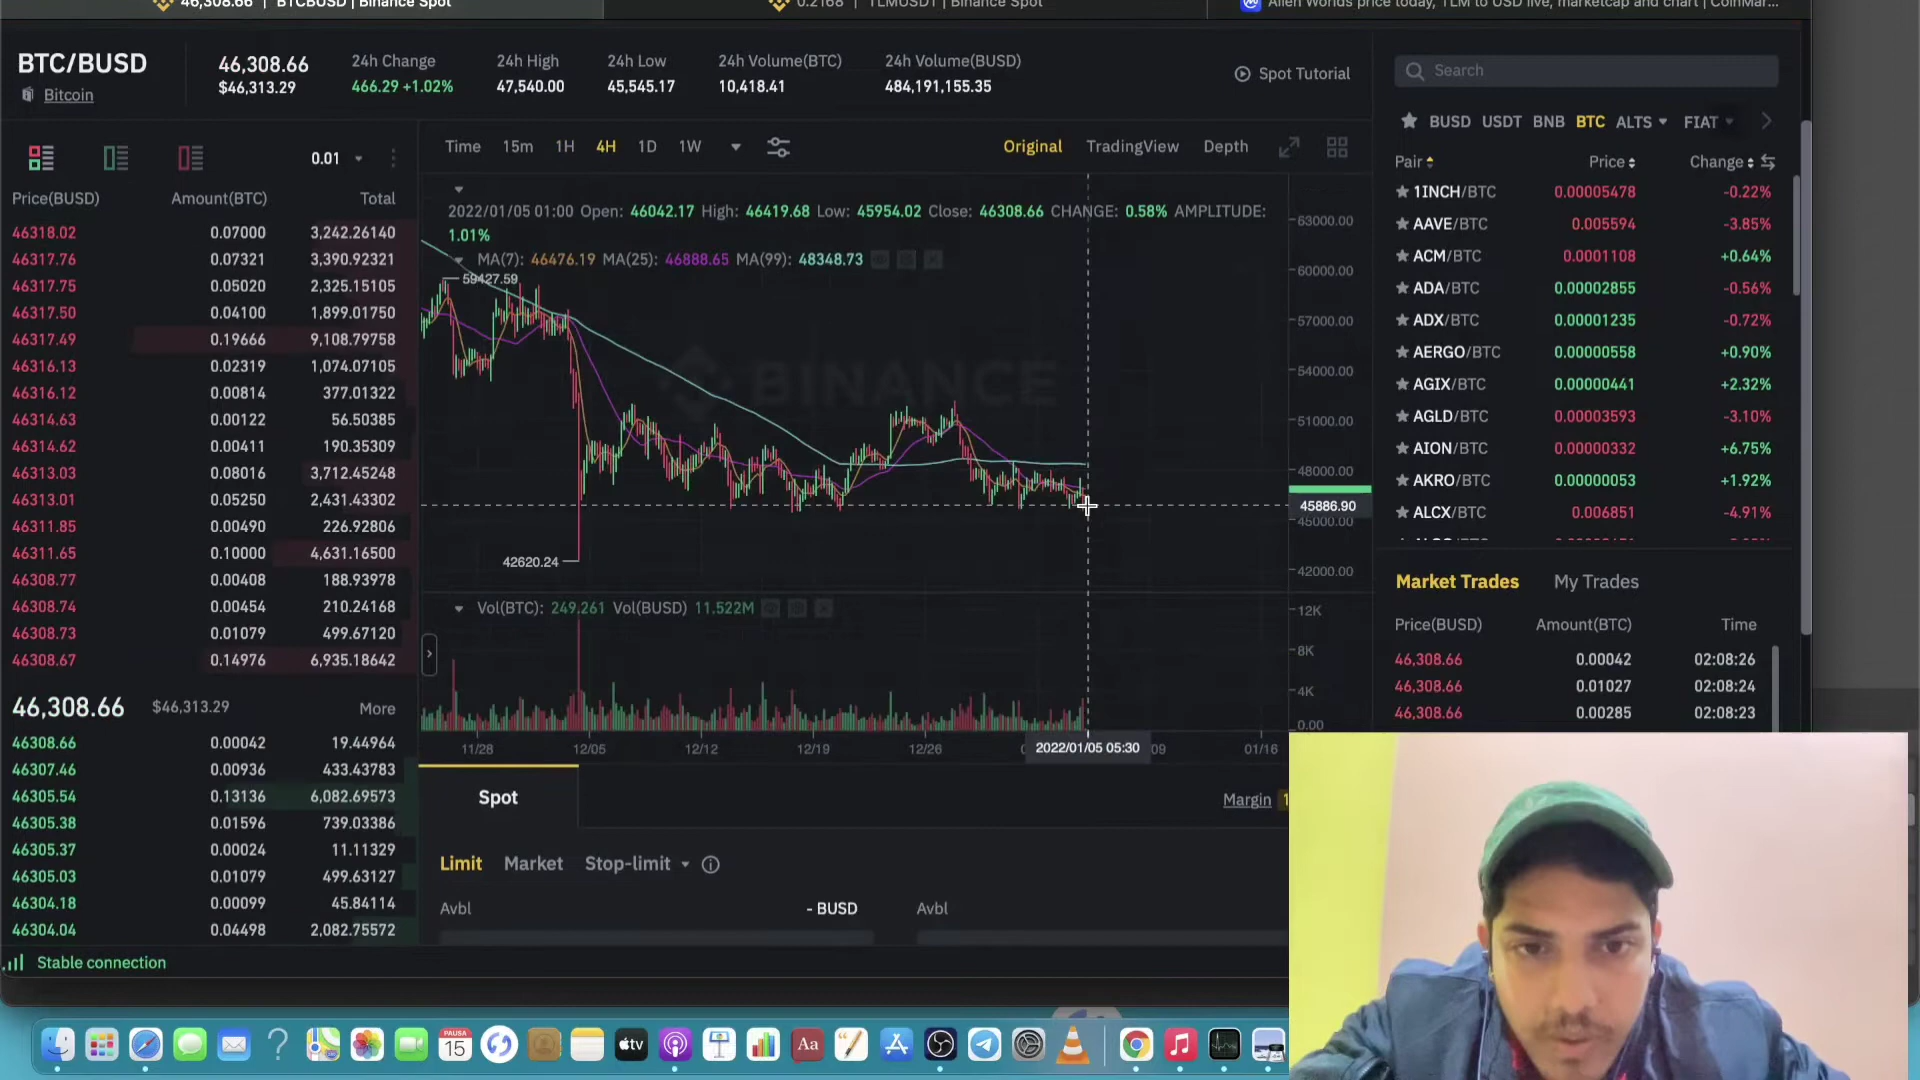 46,308.66 | BTCBUSD | Binance Spot
0.2168 | TLMUSDT | Binance Spot
Alien Worlds price today, TLM to USD live, marketcap and chart | CoinMar...
BTC/BUSD
Bitcoin
46,308.66
$46,313.29
24h Change
466.29 +1.02%
24h High
47,540.00
24h Low
45,545.17
24h Volume(BTC)
10,418.41
24h Volume(BUSD)
484,191,155.35
Spot Tutorial
0.01
Price(BUSD) Amount(BTC) Total
46318.02 0.07000 3,242.26140
46317.76 0.07321 3,390.92321
46317.75 0.05020 2,325.15105
46317.50 0.04100 1,899.01750
46317.49 0.19666 9,108.79758
46316.13 0.02319 1,074.07105
46316.12 0.00814 377.01322
46314.63 0.00122 56.50385
46314.62 0.00411 190.35309
46313.03 0.08016 3,712.45248
46313.01 0.05250 2,431.43302
46311.85 0.00490 226.92806
46311.65 0.10000 4,631.16500
46308.77 0.00408 188.93978
46308.74 0.00454 210.24168
46308.73 0.01079 499.67120
46308.67 0.14976 6,935.18642
46,308.66 $46,313.29 More
46308.66 0.00042 19.44964
46307.46 0.00936 433.43783
46305.54 0.13136 6,082.69573
46305.38 0.01596 739.03386
46305.37 0.00024 11.11329
46305.03 0.01079 499.63127
46304.18 0.00099 45.84114
46304.04 0.04498 2,082.75572
Stable connection
Time 15m 1H 4H 1D 1W
Original TradingView Depth
2022/01/05 01:00 Open: 46042.17 High: 46419.68 Low: 45954.02 Close: 46308.66 CHANGE: 0.58% AMPLITUDE:
1.01%
MA(7): 46476.19 MA(25): 46888.65 MA(99): 48348.73
59427.59
BINANCE
42620.24
63000.00
60000.00
57000.00
54000.00
51000.00
48000.00
45886.90
45000.00
42000.00
Vol(BTC): 249.261 Vol(BUSD) 11.522M
12K
8K
4K
0.00
11/28 12/05 12/12 12/19 12/26 2022/01/05 05:30 09 01/16
Spot
Margin
Limit Market Stop-limit
Avbl - BUSD Avbl
Search
BUSD USDT BNB BTC ALTS FIAT
Pair Price Change
1INCH/BTC 0.00005478 -0.22%
AAVE/BTC 0.005594 -3.85%
ACM/BTC 0.0001108 +0.64%
ADA/BTC 0.00002855 -0.56%
ADX/BTC 0.00001235 -0.72%
AERGO/BTC 0.00000558 +0.90%
AGIX/BTC 0.00000441 +2.32%
AGLD/BTC 0.00003593 -3.10%
AION/BTC 0.00000332 +6.75%
AKRO/BTC 0.00000053 +1.92%
ALCX/BTC 0.006851 -4.91%
Market Trades My Trades
Price(BUSD) Amount(BTC) Time
46,308.66 0.00042 02:08:26
46,308.66 0.01027 02:08:24
46,308.66 0.00285 02:08:23
PAUSA
15
tv
Aa